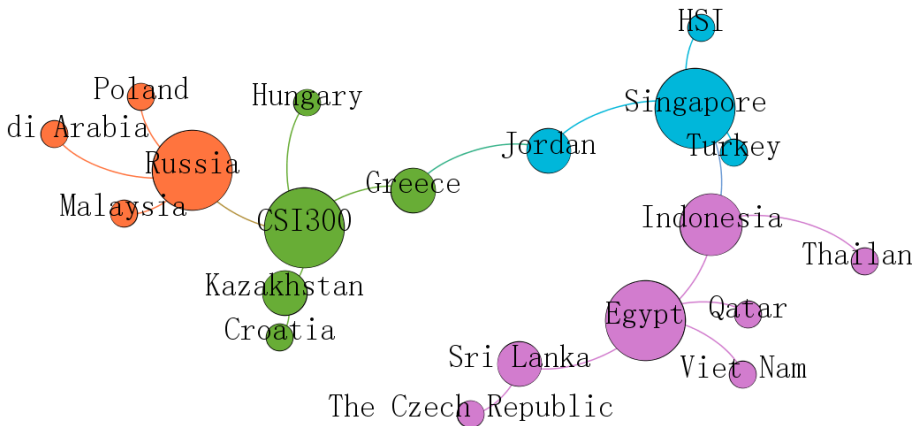 HSI
Poland
Hungary
Singapore
di Arabia
Russia
Jordan
Turkey
Malaysia
Greece
CSI300
Indonesia
Thailan
Kazakhstan
Croatia
Egypt
Qatar
Sri Lanka
Viet Nam
The Czech Republic